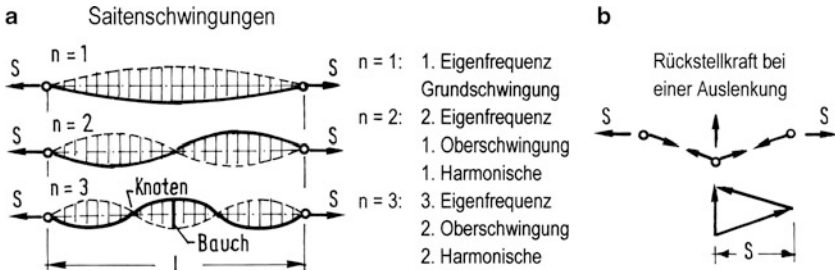 a Saitenschwingungen
S n = 1 S
n = 2
S S
n = 3 Knoten
S S
Bauch
l
n = 1: 1. Eigenfrequenz
Grundschwingung
n = 2: 2. Eigenfrequenz
1. Oberschwingung
1. Harmonische
n = 3: 3. Eigenfrequenz
2. Oberschwingung
2. Harmonische
b
Rückstellkraft bei
einer Auslenkung
S S
S